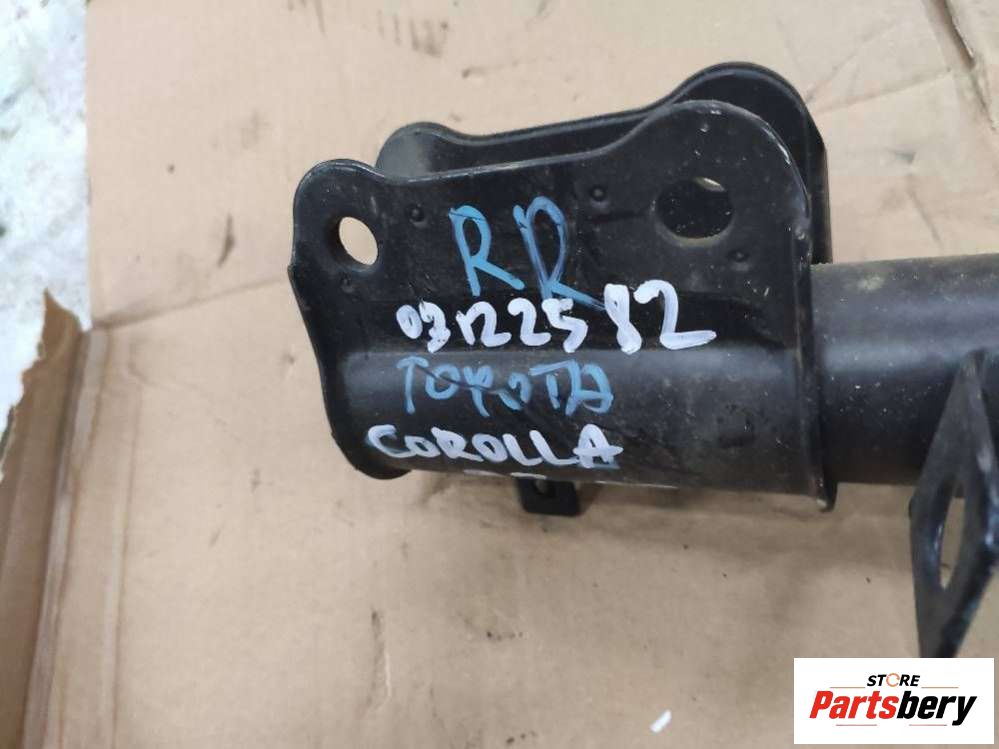 RR
03122582
TOYOTA
COROLLA
STORE
Partsbery